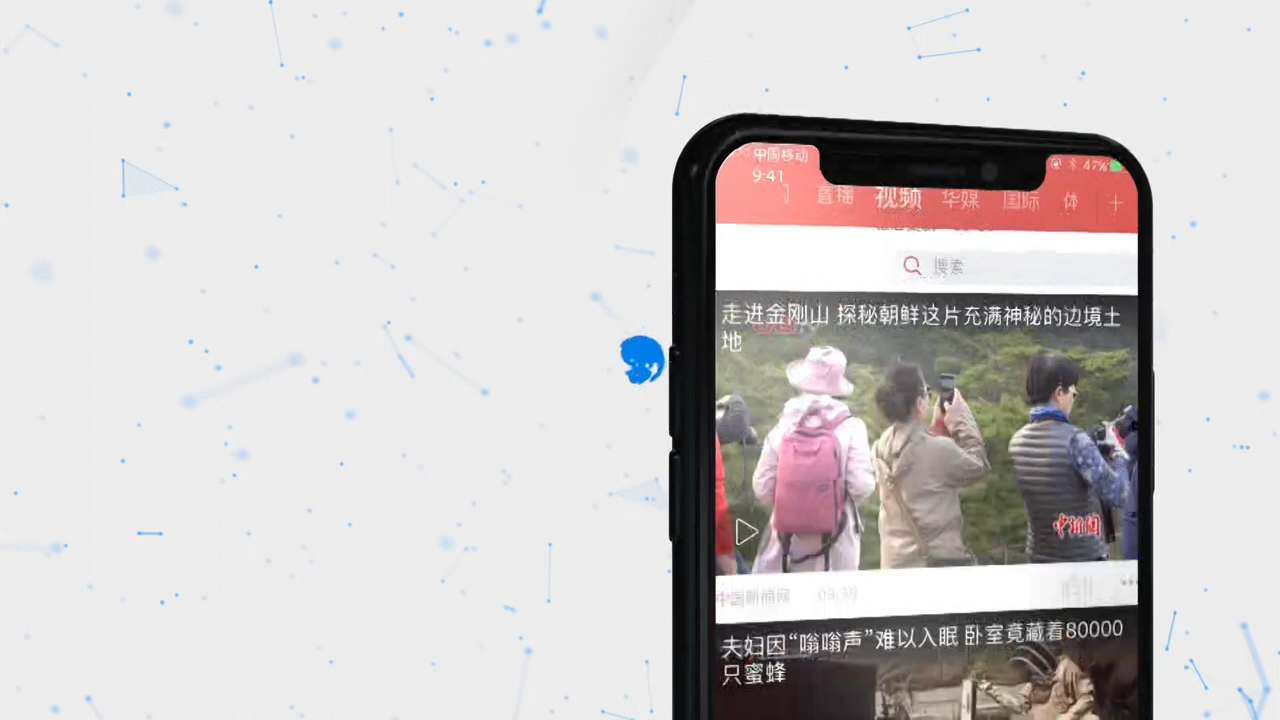 中国移动
47%
9:41
直播 视频 华媒 国际 体 +
搜索
走进金刚山 探秘朝鲜这片充满神秘的边境土
地
中新网
中国新闻网
夫妇因“嗡嗡声”难以入眠 卧室竟藏着80000
只蜜蜂